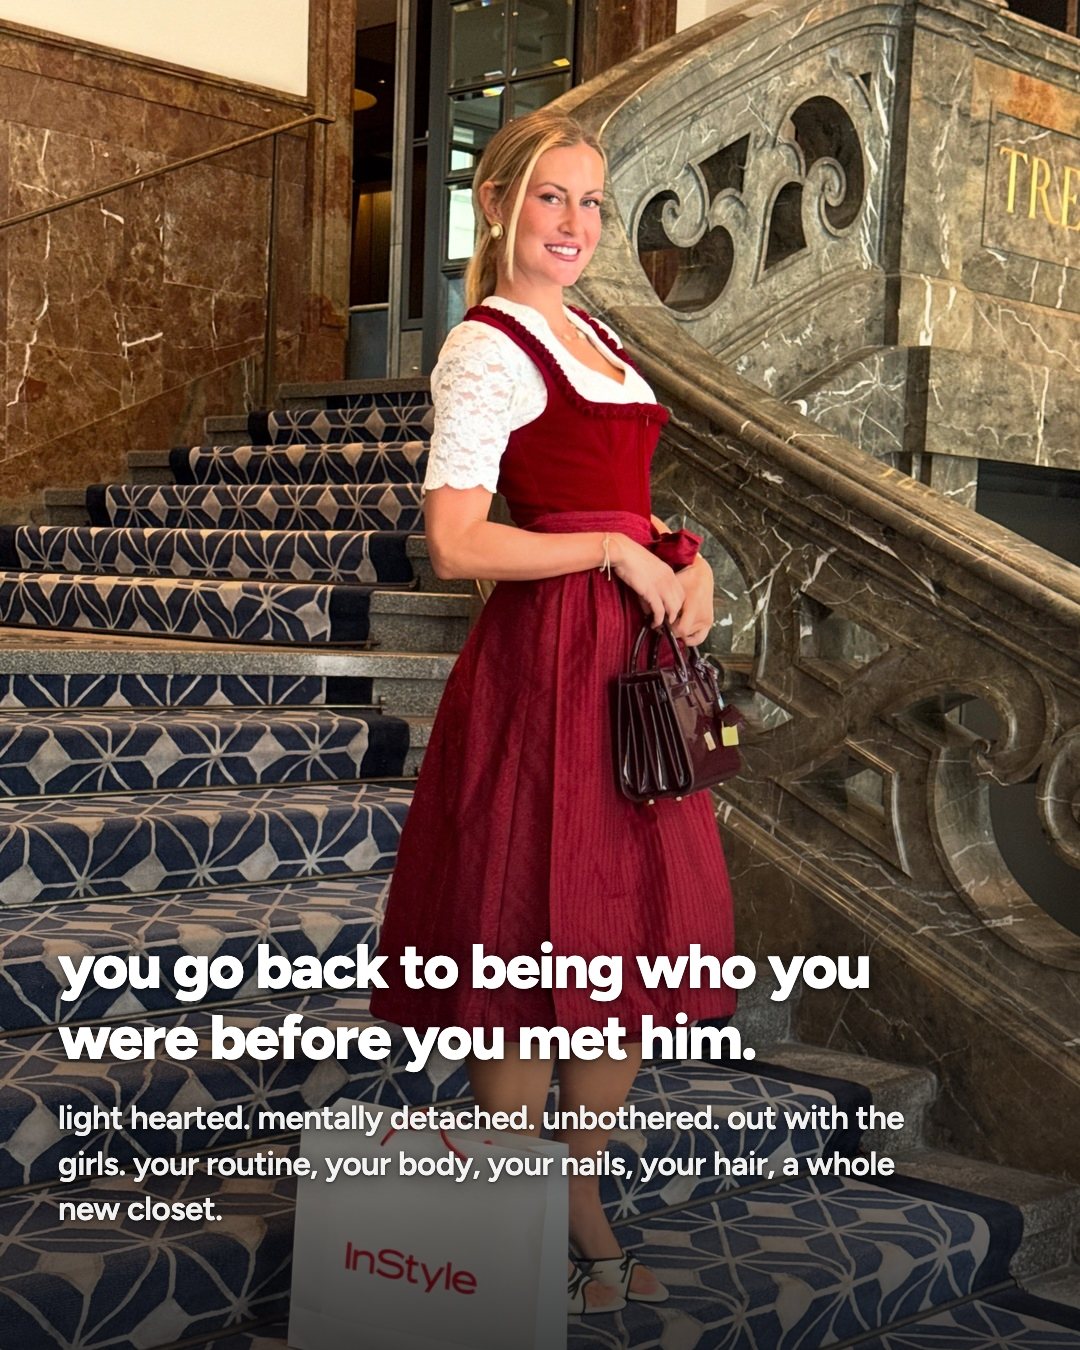 TRE
you go back to being who you
were before you met him.
light hearted. mentally detached. unbothered. out with the
girls. your routine, your body, your nails, your hair, a whole
new closet.
InStyle